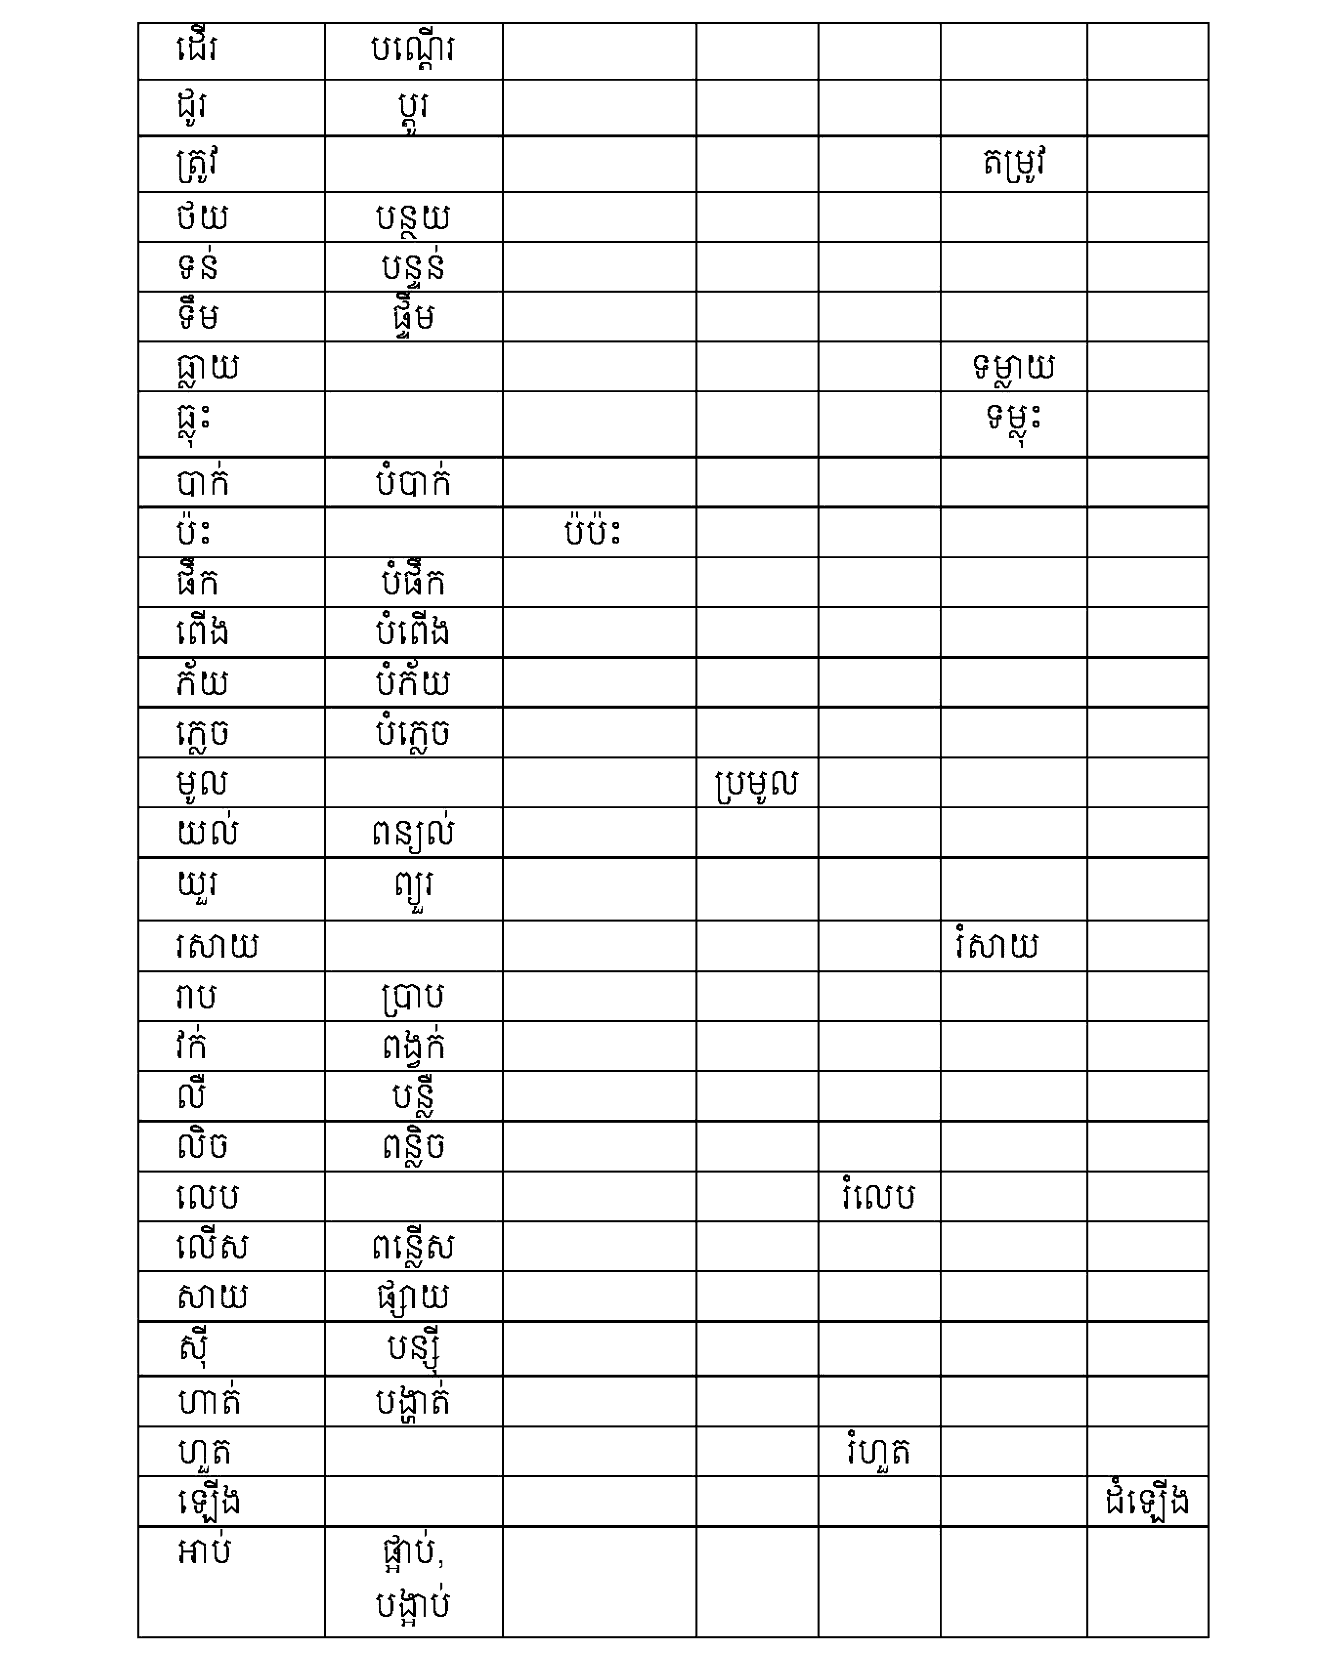 ដើរ បណ្ដើរ
ដូរ ប្ដូរ
ត្រូវ តម្រូវ
ថយ បន្ថយ
ទន់ បន្ទន់
ទឹម ផ្ទឹម
ធ្លាយ ទម្លាយ
ធ្លុះ ទម្លុះ
បាក់ បំបាក់
ប៉ះ ប៉ប៉ះ
ផឹក បំផឹក
ពើង បំពើង
ភ័យ បំភ័យ
ភ្លេច បំភ្លេច
មូល ប្រមូល
យល់ ពន្យល់
យួរ ព្យួរ
រសាយ រំសាយ
រាប ប្រាប
វក់ ពង្វក់
លឺ បន្លឺ
លិច ពន្លិច
លេប រំលេប
លើស ពន្លើស
សាយ ផ្សាយ
ស៊ី បន្ស៊ី
ហាត់ បង្ហាត់
ហួត រំហួត
ឡើង ដំឡើង
អាប់ ផ្អាប់,
បង្អាប់